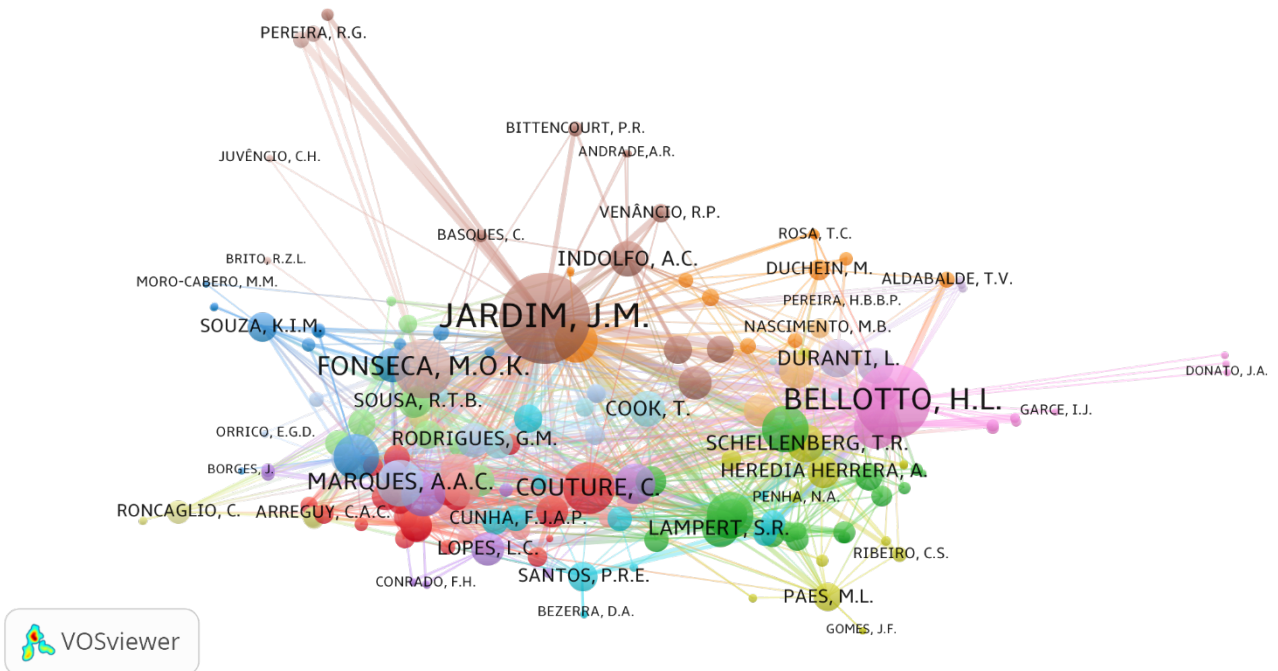 PEREIRA, R.G.
BITTENCOURT, P.R.
ANDRADE,A.R.
JUVÊNCIO, C.H.
VENÂNCIO, R.P.
BASQUES, C.
ROSA, T.C.
BRITO, R.Z.L.
INDOLFO, A.C.
DUCHEIN, M.
MORO-CABERO, M.M.
ALDABALDE, T.V.
PEREIRA, H.B.B.P.
JARDIM, J.M.
SOUZA, K.I.M.
NASCIMENTO, M.B.
DURANTI, L.
FONSECA, M.O.K.
DONATO, J.A.
SOUSA, R.T.B.
COOK, T.
BELLOTTO, H.L.
GARCE, I.J.
ORRICO, E.G.D.
RODRIGUES, G.M.
SCHELLENBERG, T.R.
BORGES, J.
HEREDIA HERRERA, A.
MARQUES, A.A.C.
COUTURE, C.
PENHA, N.A.
RONCAGLIO, C.
ARREGUY, C.A.C.
CUNHA, F.J.A.P.
LAMPERT, S.R.
LOPES, L.C.
RIBEIRO, C.S.
CONRADO, F.H.
SANTOS, P.R.E.
PAES, M.L.
BEZERRA, D.A.
GOMES, J.F.
VOSviewer